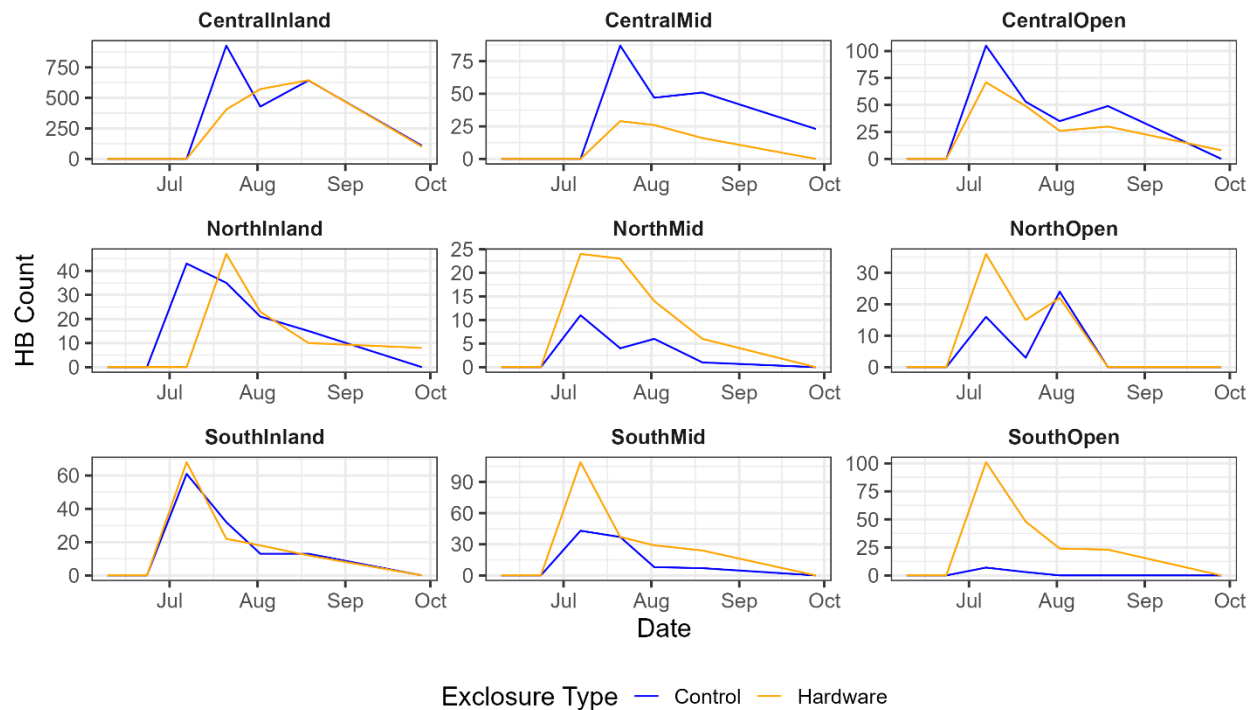 CentralInland CentralMid CentralOpen
750
500
250
0
Jul Aug Sep Oct
75
50
25
0
Jul Aug Sep Oct
100
75
50
25
0
Jul Aug Sep Oct
NorthInland NorthMid NorthOpen
40
30
20
10
0
Jul Aug Sep Oct
25
20
15
10
5
0
Jul Aug Sep Oct
30
20
10
0
Jul Aug Sep Oct
SouthInland SouthMid SouthOpen
60
40
20
0
Jul Aug Sep Oct
90
60
30
0
Jul Aug Sep Oct
100
75
50
25
0
Jul Aug Sep Oct
HB Count
Date
Exclosure Type Control Hardware